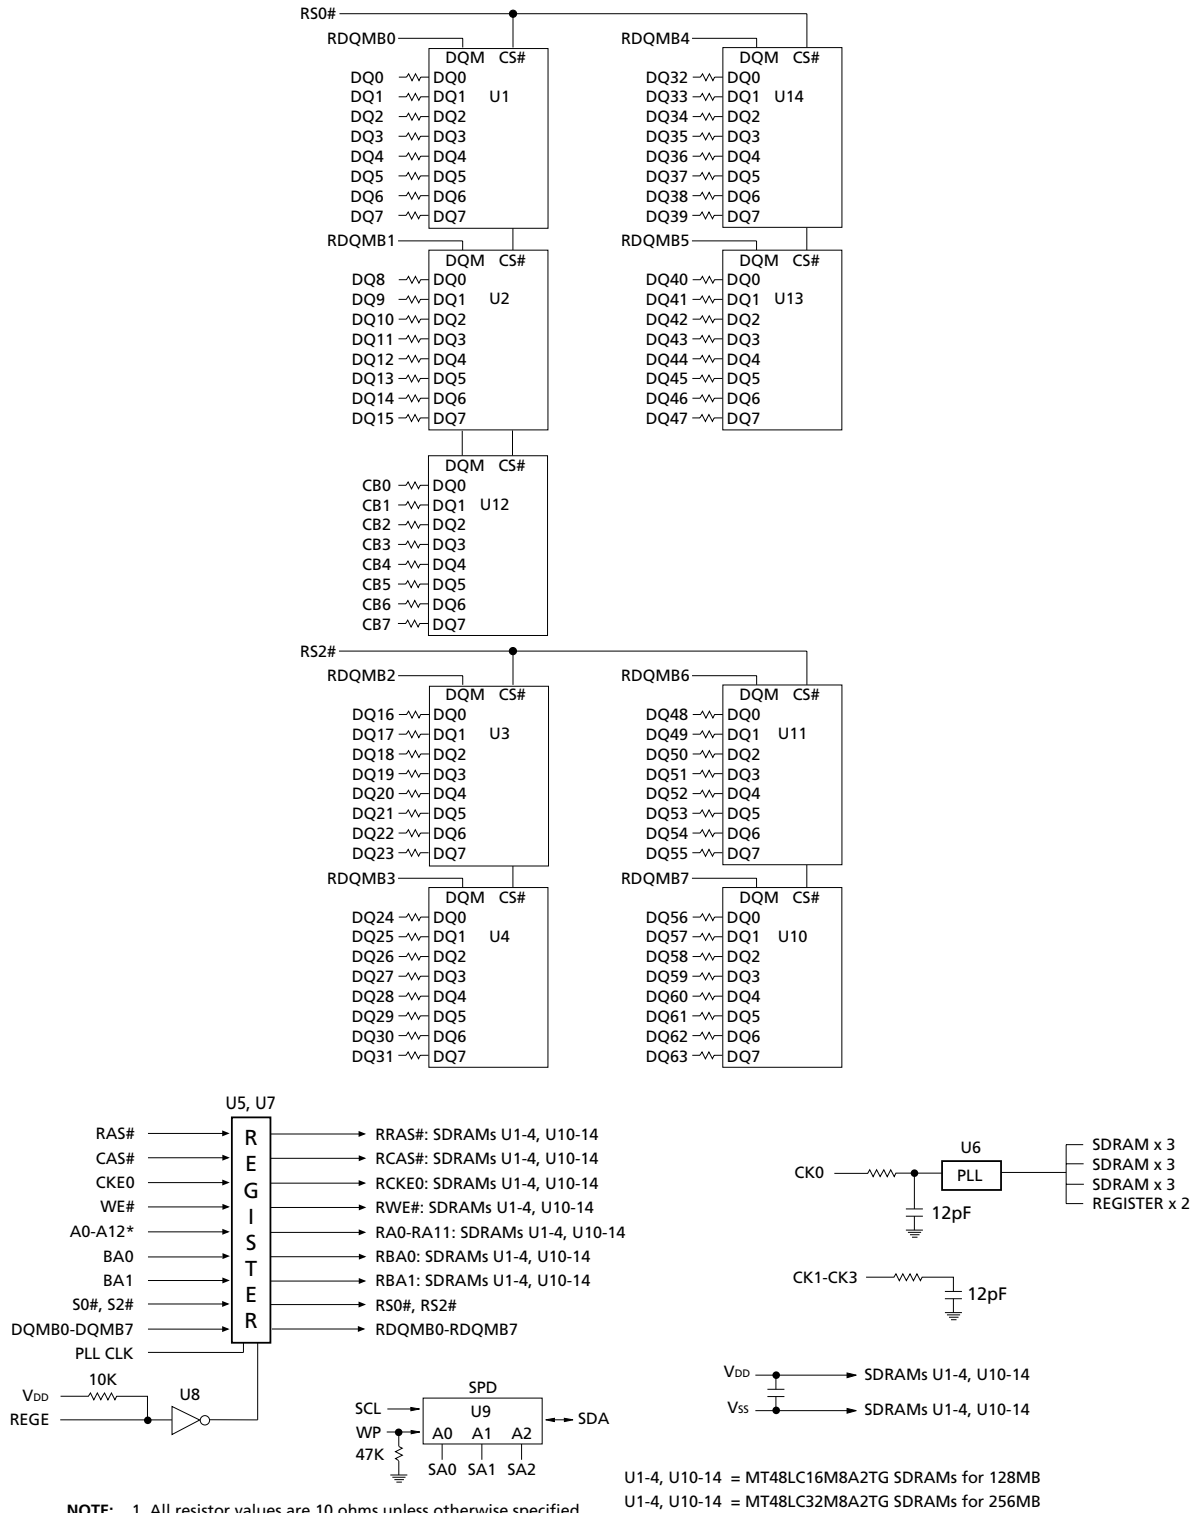 RS0#
RDQMB0
DQM CS#
DQ0 DQ0
DQ1 DQ1 U1
DQ2 DQ2
DQ3 DQ3
DQ4 DQ4
DQ5 DQ5
DQ6 DQ6
DQ7 DQ7
RDQMB4
DQM CS#
DQ32 DQ0
DQ33 DQ1 U14
DQ34 DQ2
DQ35 DQ3
DQ36 DQ4
DQ37 DQ5
DQ38 DQ6
DQ39 DQ7
RDQMB1
DQM CS#
DQ8 DQ0
DQ9 DQ1 U2
DQ10 DQ2
DQ11 DQ3
DQ12 DQ4
DQ13 DQ5
DQ14 DQ6
DQ15 DQ7
RDQMB5
DQM CS#
DQ40 DQ0
DQ41 DQ1 U13
DQ42 DQ2
DQ43 DQ3
DQ44 DQ4
DQ45 DQ5
DQ46 DQ6
DQ47 DQ7
DQM CS#
CB0 DQ0
CB1 DQ1 U12
CB2 DQ2
CB3 DQ3
CB4 DQ4
CB5 DQ5
CB6 DQ6
CB7 DQ7
RS2#
RDQMB2
DQM CS#
DQ16 DQ0
DQ17 DQ1 U3
DQ18 DQ2
DQ19 DQ3
DQ20 DQ4
DQ21 DQ5
DQ22 DQ6
DQ23 DQ7
RDQMB6
DQM CS#
DQ48 DQ0
DQ49 DQ1 U11
DQ50 DQ2
DQ51 DQ3
DQ52 DQ4
DQ53 DQ5
DQ54 DQ6
DQ55 DQ7
RDQMB3
DQM CS#
DQ24 DQ0
DQ25 DQ1 U4
DQ26 DQ2
DQ27 DQ3
DQ28 DQ4
DQ29 DQ5
DQ30 DQ6
DQ31 DQ7
RDQMB7
DQM CS#
DQ56 DQ0
DQ57 DQ1 U10
DQ58 DQ2
DQ59 DQ3
DQ60 DQ4
DQ61 DQ5
DQ62 DQ6
DQ63 DQ7
U5, U7
REGISTER
RAS# RRAS#: SDRAMs U1-4, U10-14
CAS# RCAS#: SDRAMs U1-4, U10-14
CKE0 RCKE0: SDRAMs U1-4, U10-14
WE# RWE#: SDRAMs U1-4, U10-14
A0-A12* RA0-RA11: SDRAMs U1-4, U10-14
BA0 RBA0: SDRAMs U1-4, U10-14
BA1 RBA1: SDRAMs U1-4, U10-14
S0#, S2# RS0#, RS2#
DQMB0-DQMB7 RDQMB0-RDQMB7
PLL CLK
10K
VDD
U8
REGE
SPD
U9
SCL
SDA
WP
A0 A1 A2
47K
SA0 SA1 SA2
U6
CK0 PLL
SDRAM x 3
SDRAM x 3
SDRAM x 3
REGISTER x 2
12pF
CK1-CK3
12pF
VDD SDRAMs U1-4, U10-14
Vss SDRAMs U1-4, U10-14
U1-4, U10-14 = MT48LC16M8A2TG SDRAMs for 128MB
U1-4, U10-14 = MT48LC32M8A2TG SDRAMs for 256MB
NOTE: 1. All resistor values are 10 ohms unless otherwise specified.